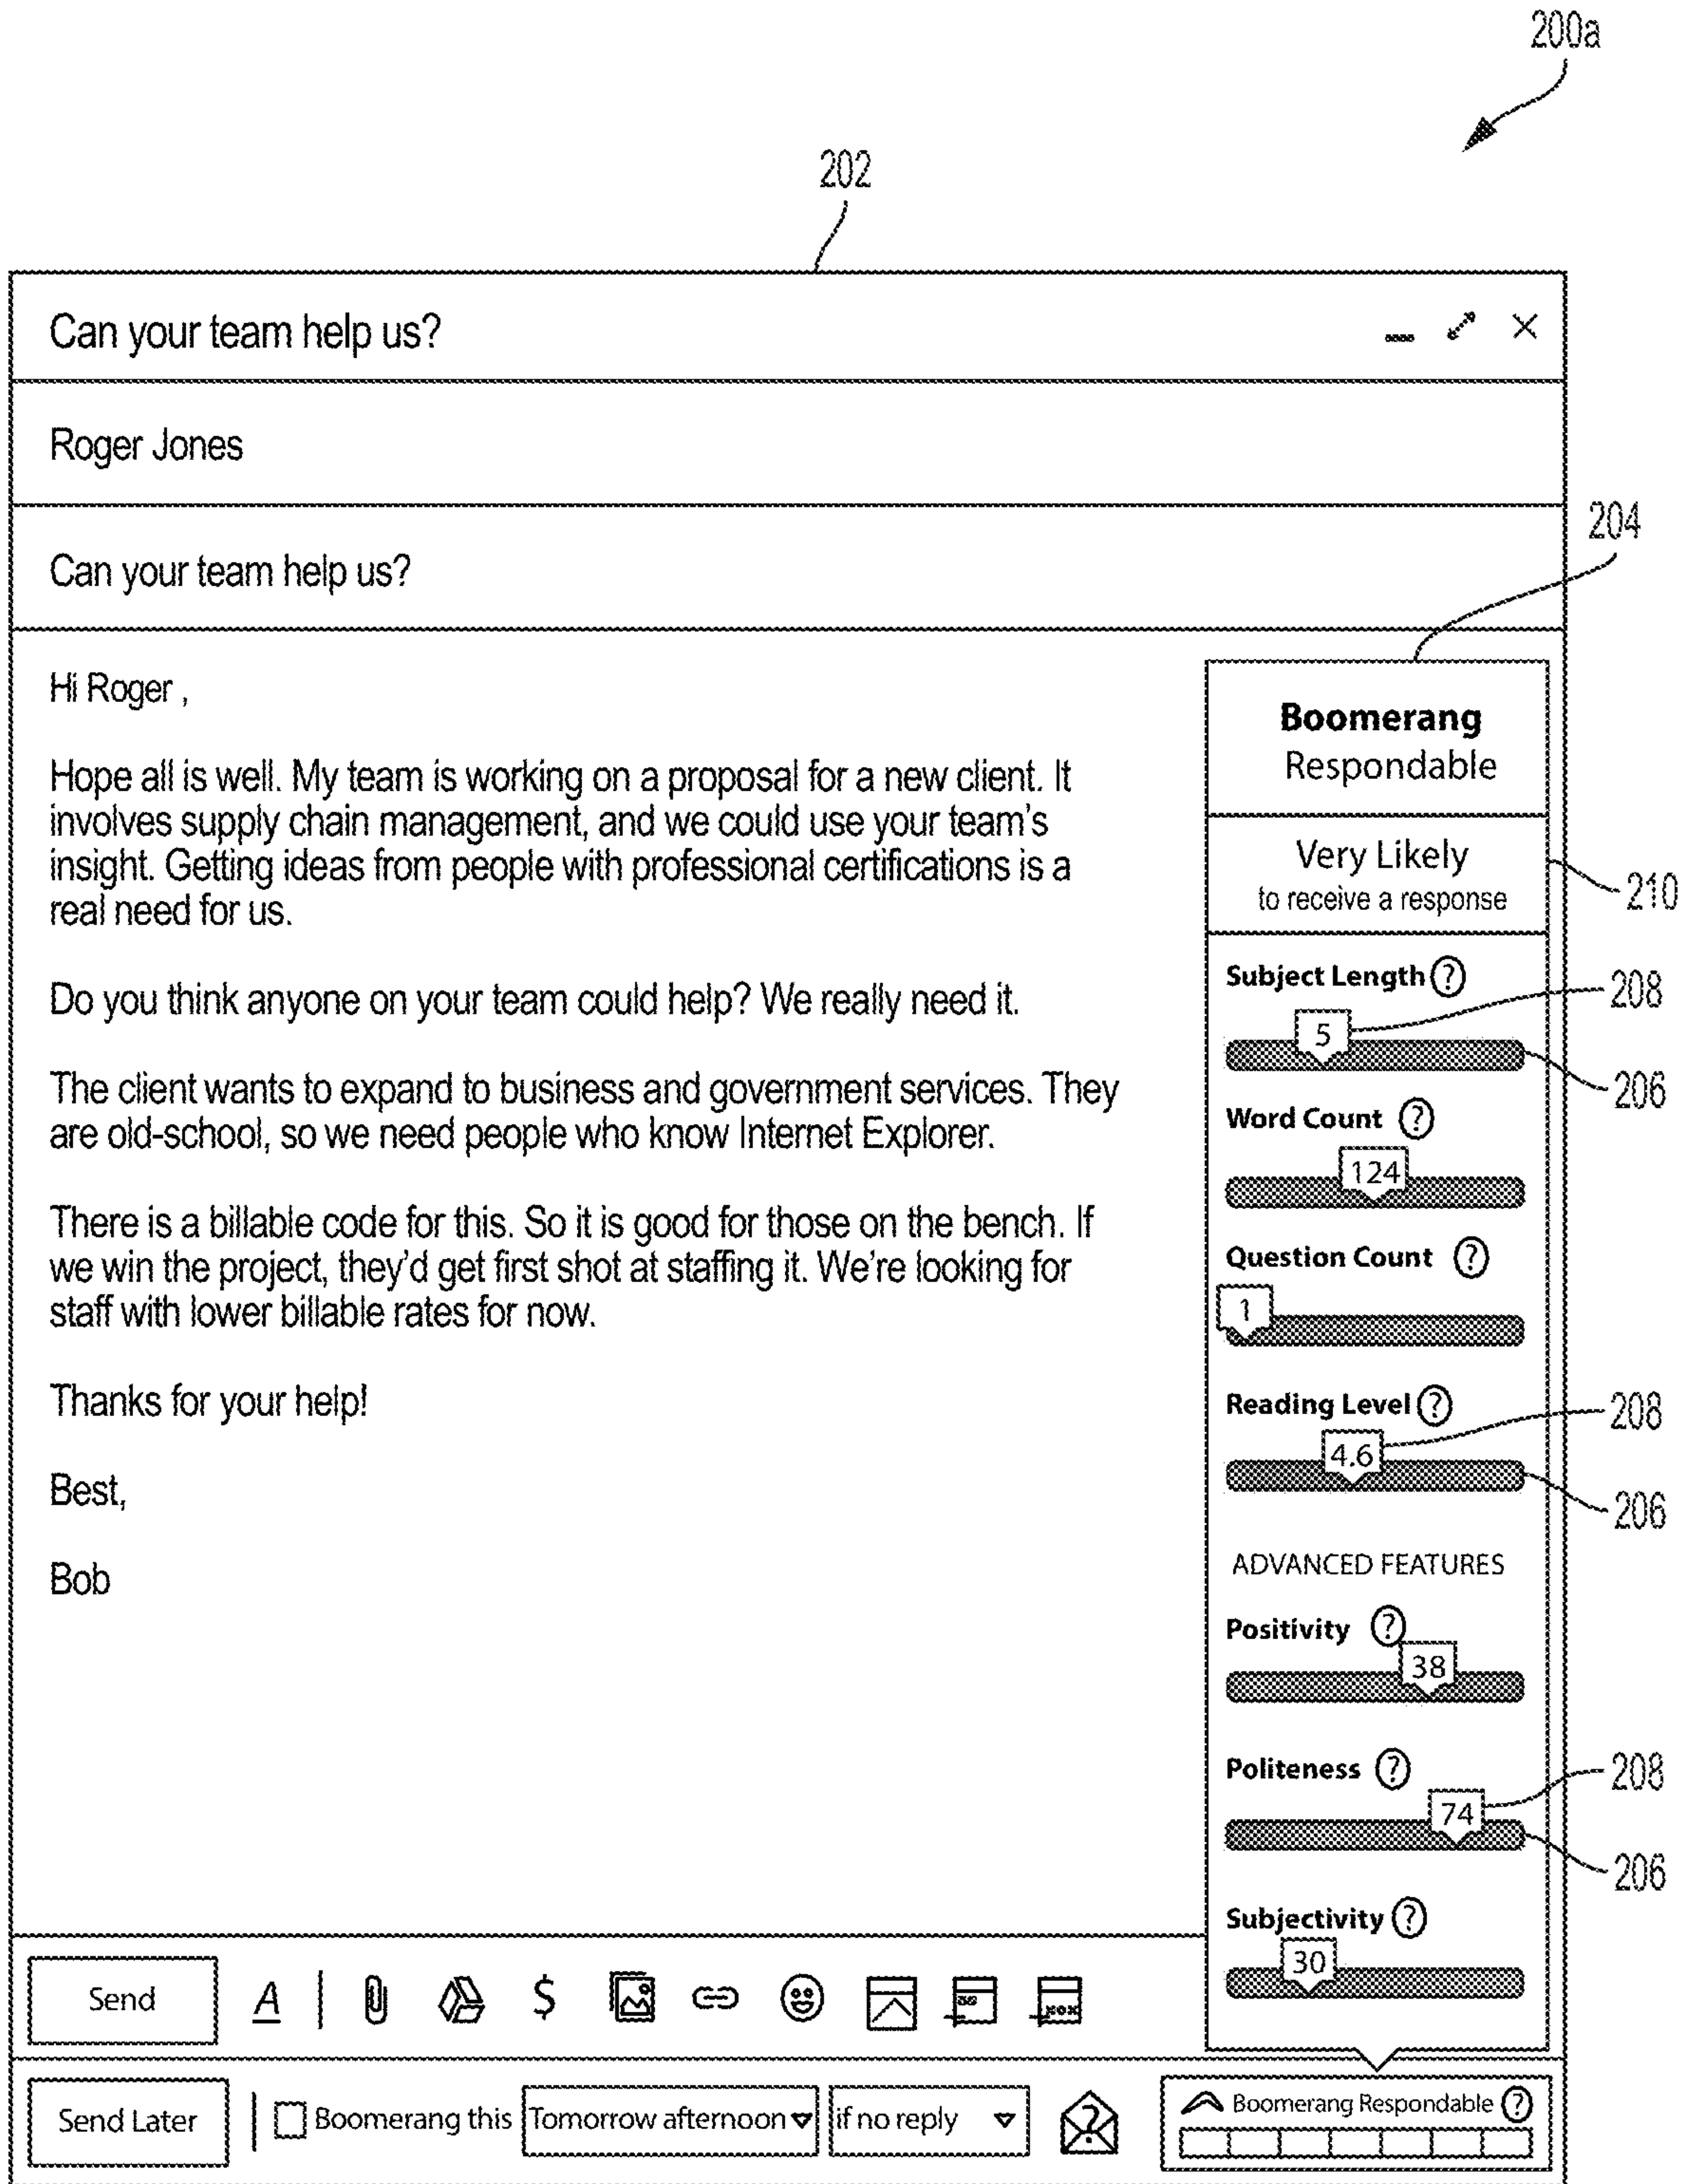 200a
202
Can your team help us?
Roger Jones
204
Can your team help us?
Hi Roger ,
Hope all is well. My team is working on a proposal for a new client. It
involves supply chain management, and we could use your team's
insight. Getting ideas from people with professional certifications is a
real need for us.
Do you think anyone on your team could help? We really need it.
The client wants to expand to business and government services. They
are old-school, so we need people who know Internet Explorer.
There is a billable code for this. So it is good for those on the bench. If
we win the project, they'd get first shot at staffing it. We're looking for
staff with lower billable rates for now.
Thanks for your help!
Best,
Bob
Boomerang
Respondable
Very Likely
to receive a response
210
Subject Length ?
208
5
206
Word Count ?
124
Question Count ?
1
Reading Level ?
208
4.6
206
ADVANCED FEATURES
Positivity ?
38
Politeness ?
208
74
206
Subjectivity ?
30
Send A $
Send Later Boomerang this Tomorrow afternoon if no reply ? Boomerang Respondable ?